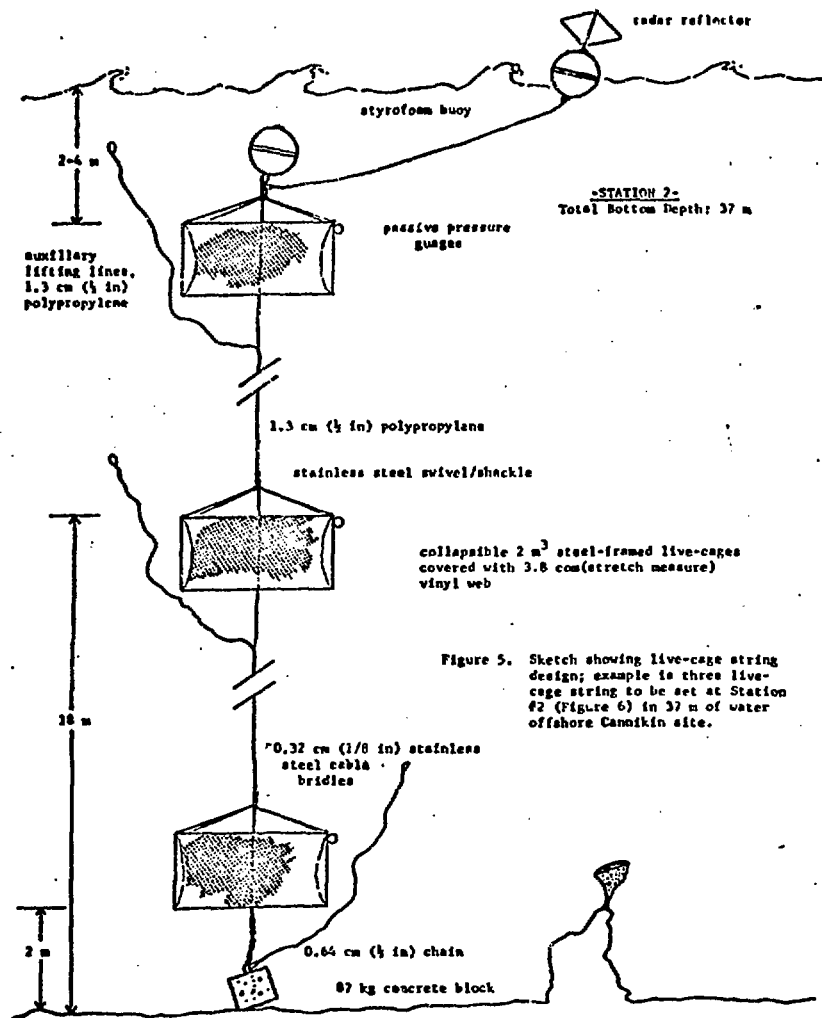 radar reflector
styrofoam buoy
2-4 m
-STATION 2-
Total Bottom Depth: 37 m
passive pressure
guages
auxillary
lifting lines,
1.3 cm (½ in)
polypropylene
1.3 cm (½ in) polypropylene
stainless steel swivel/shackle
collapsible 2 m³ steel-framed live-cages
covered with 3.8 com(stretch measure)
vinyl web
Figure 5. Sketch showing live-cage string
design; example is three live-
cage string to be set at Station
#2 (Figure 6) in 37 m of water
offshore Cannikin site.
18 m
0.32 cm (1/8 in) stainless
steel cable
bridles
2 m
0.64 cm (¼ in) chain
87 kg concrete block